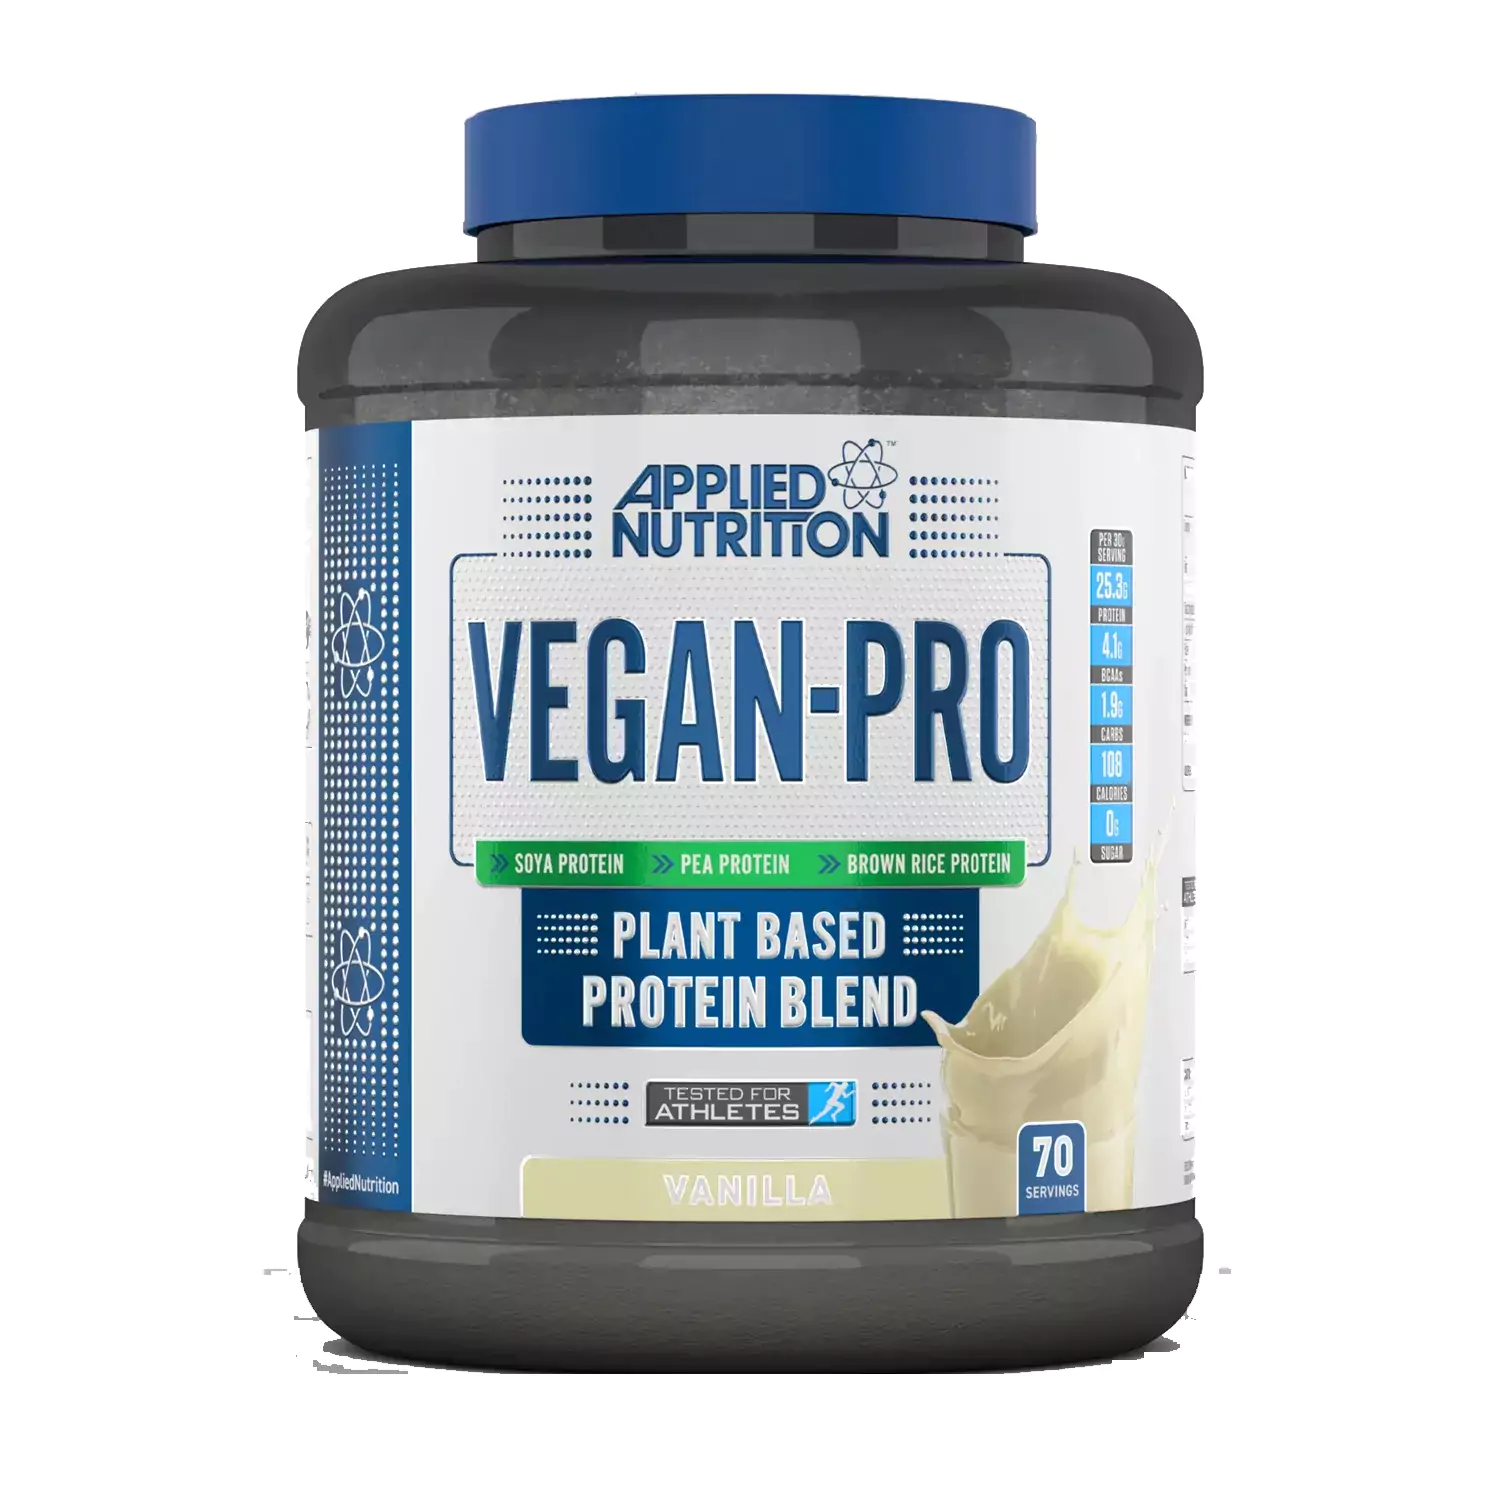 APPLIED
NUTRITION
™
VEGAN-PRO
SOYA PROTEIN
PEA PROTEIN
BROWN RICE PROTEIN
PLANT BASED
PROTEIN BLEND
TESTED FOR
ATHLETES
VANILLA
70
SERVINGS
PER 30g
SERVING
25.3g
PROTEIN
4.1g
BCAAs
1.9g
CARBS
108
CALORIES
0g
SUGAR
#AppliedNutrition